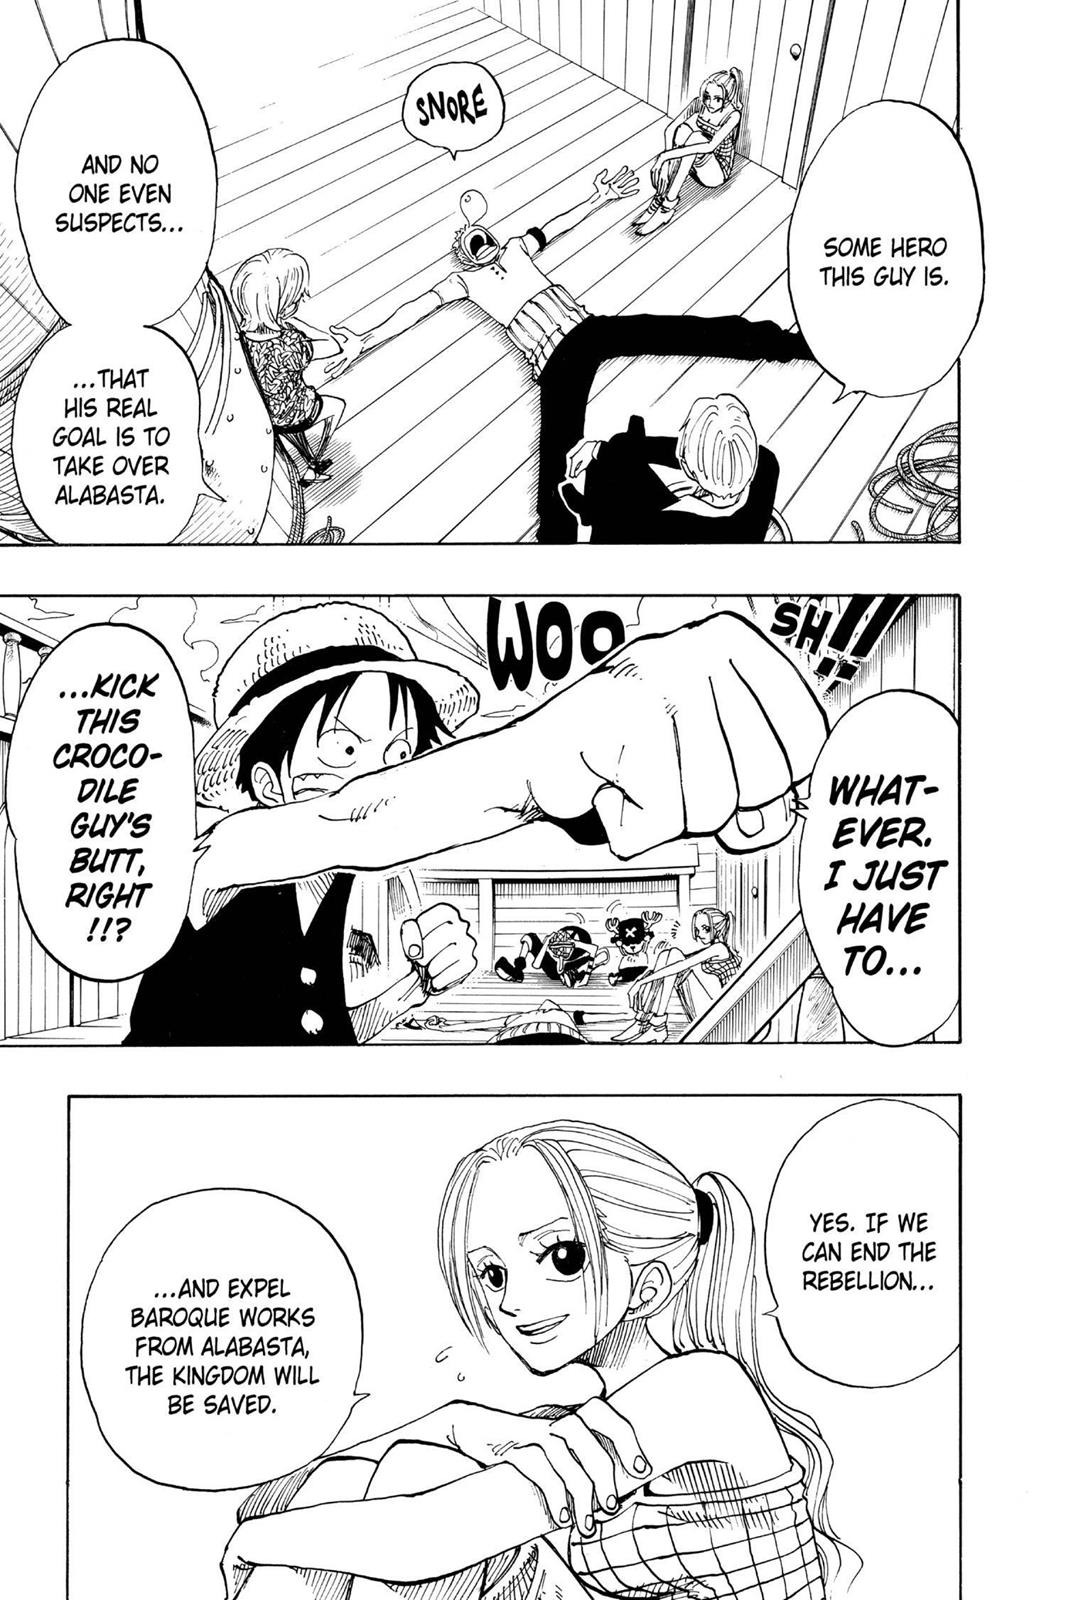 SOME HERO
THIS GUY IS.
SNORE
AND NO
ONE EVEN
SUSPECTS...
...THAT
HIS REAL
GOAL IS TO
TAKE OVER
ALABASTA.
WHAT-
EVER.
I JUST
HAVE
TO...
WOO
SH!!
...KICK
THIS
CROCO-
DILE
GUY'S
BUTT,
RIGHT
!!?
YES. IF WE
CAN END THE
REBELLION...
...AND EXPEL
BAROQUE WORKS
FROM ALABASTA,
THE KINGDOM WILL
BE SAVED.